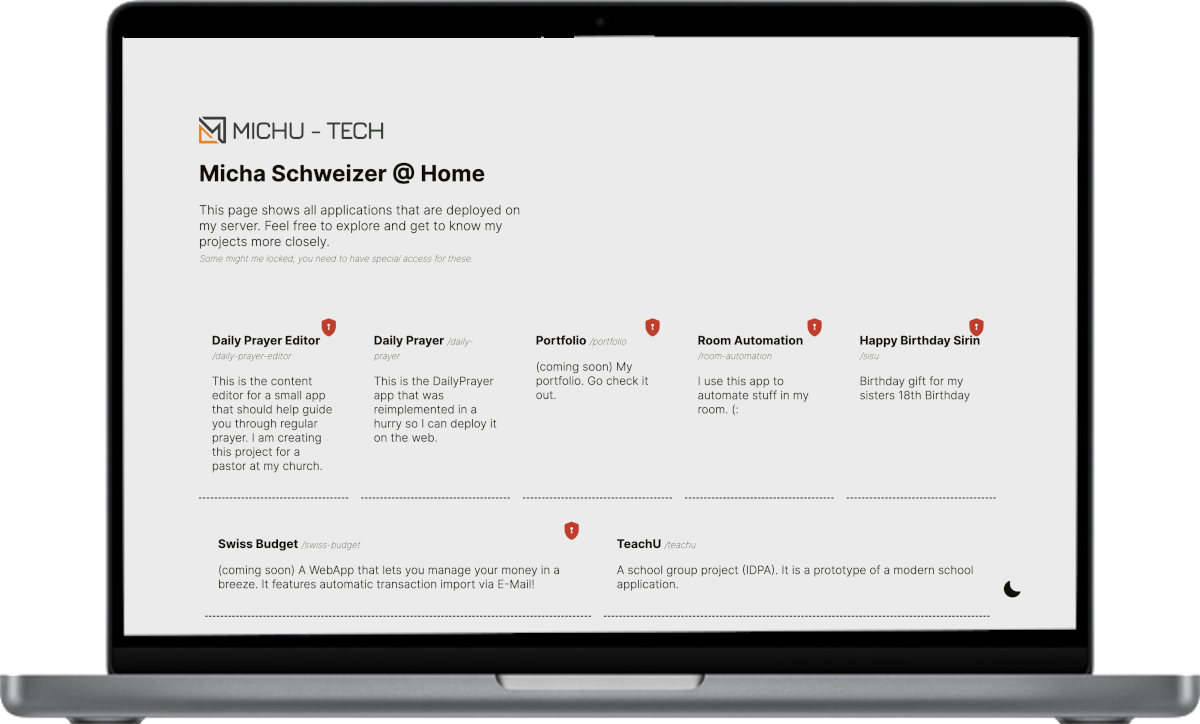 MICHU - TECH
Micha Schweizer @ Home
This page shows all applications that are deployed on
my server. Feel free to explore and get to know my
projects more closely.
Some might me locked, you need to have special access for these.
Daily Prayer Editor
/daily-prayer-editor
This is the content
editor for a small app
that should help guide
you through regular
prayer. I am creating
this project for a
pastor at my church.
Daily Prayer /daily-
prayer
This is the DailyPrayer
app that was
reimplemented in a
hurry so I can deploy it
on the web.
Portfolio /portfolio
(coming soon) My
portfolio. Go check it
out.
Room Automation
/room-automation
I use this app to
automate stuff in my
room. (:
Happy Birthday Sirin
/sisu
Birthday gift for my
sisters 18th Birthday
Swiss Budget /swiss-budget
(coming soon) A WebApp that lets you manage your money in a
breeze. It features automatic transaction import via E-Mail!
TeachU /teachu
A school group project (IDPA). It is a prototype of a modern school
application.